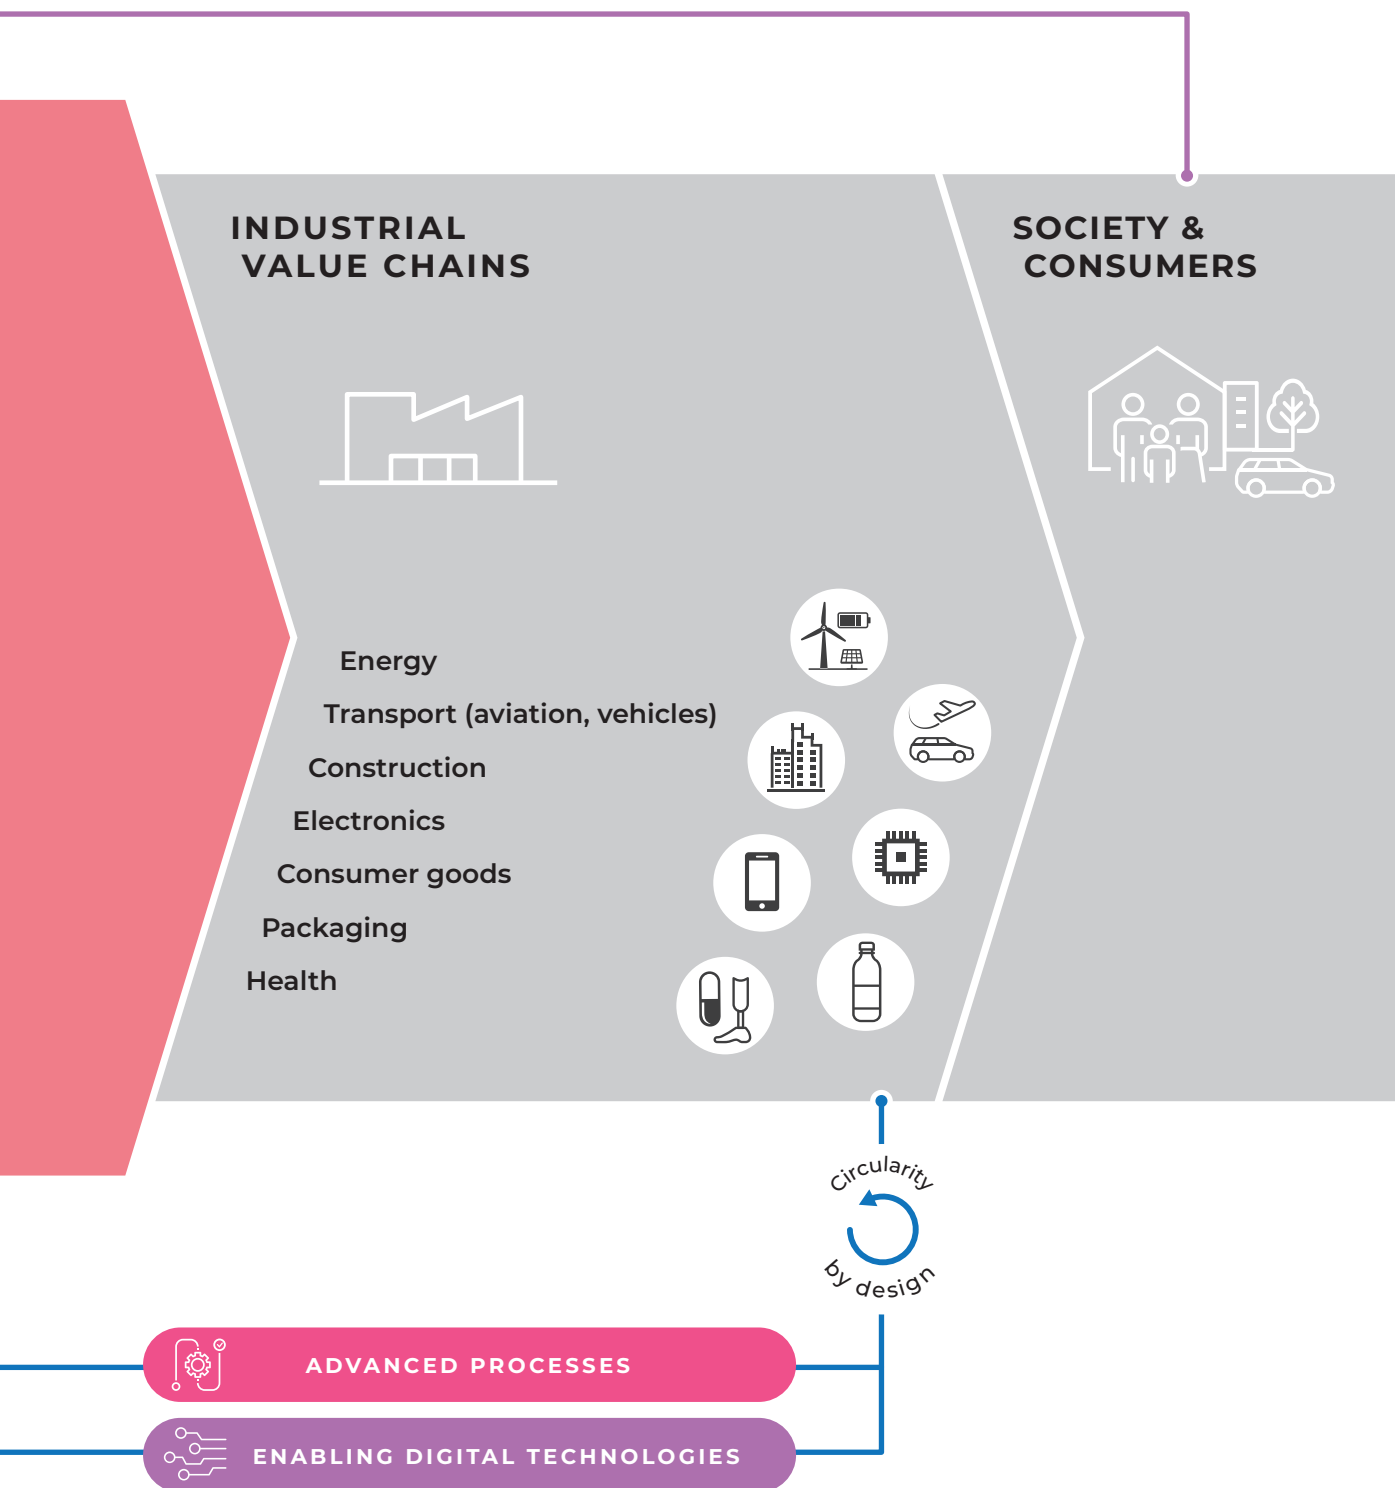 INDUSTRIAL
VALUE CHAINS
SOCIETY &
CONSUMERS
Energy
Transport (aviation, vehicles)
Construction
Electronics
Consumer goods
Packaging
Health
Circularity
by design
ADVANCED PROCESSES
ENABLING DIGITAL TECHNOLOGIES